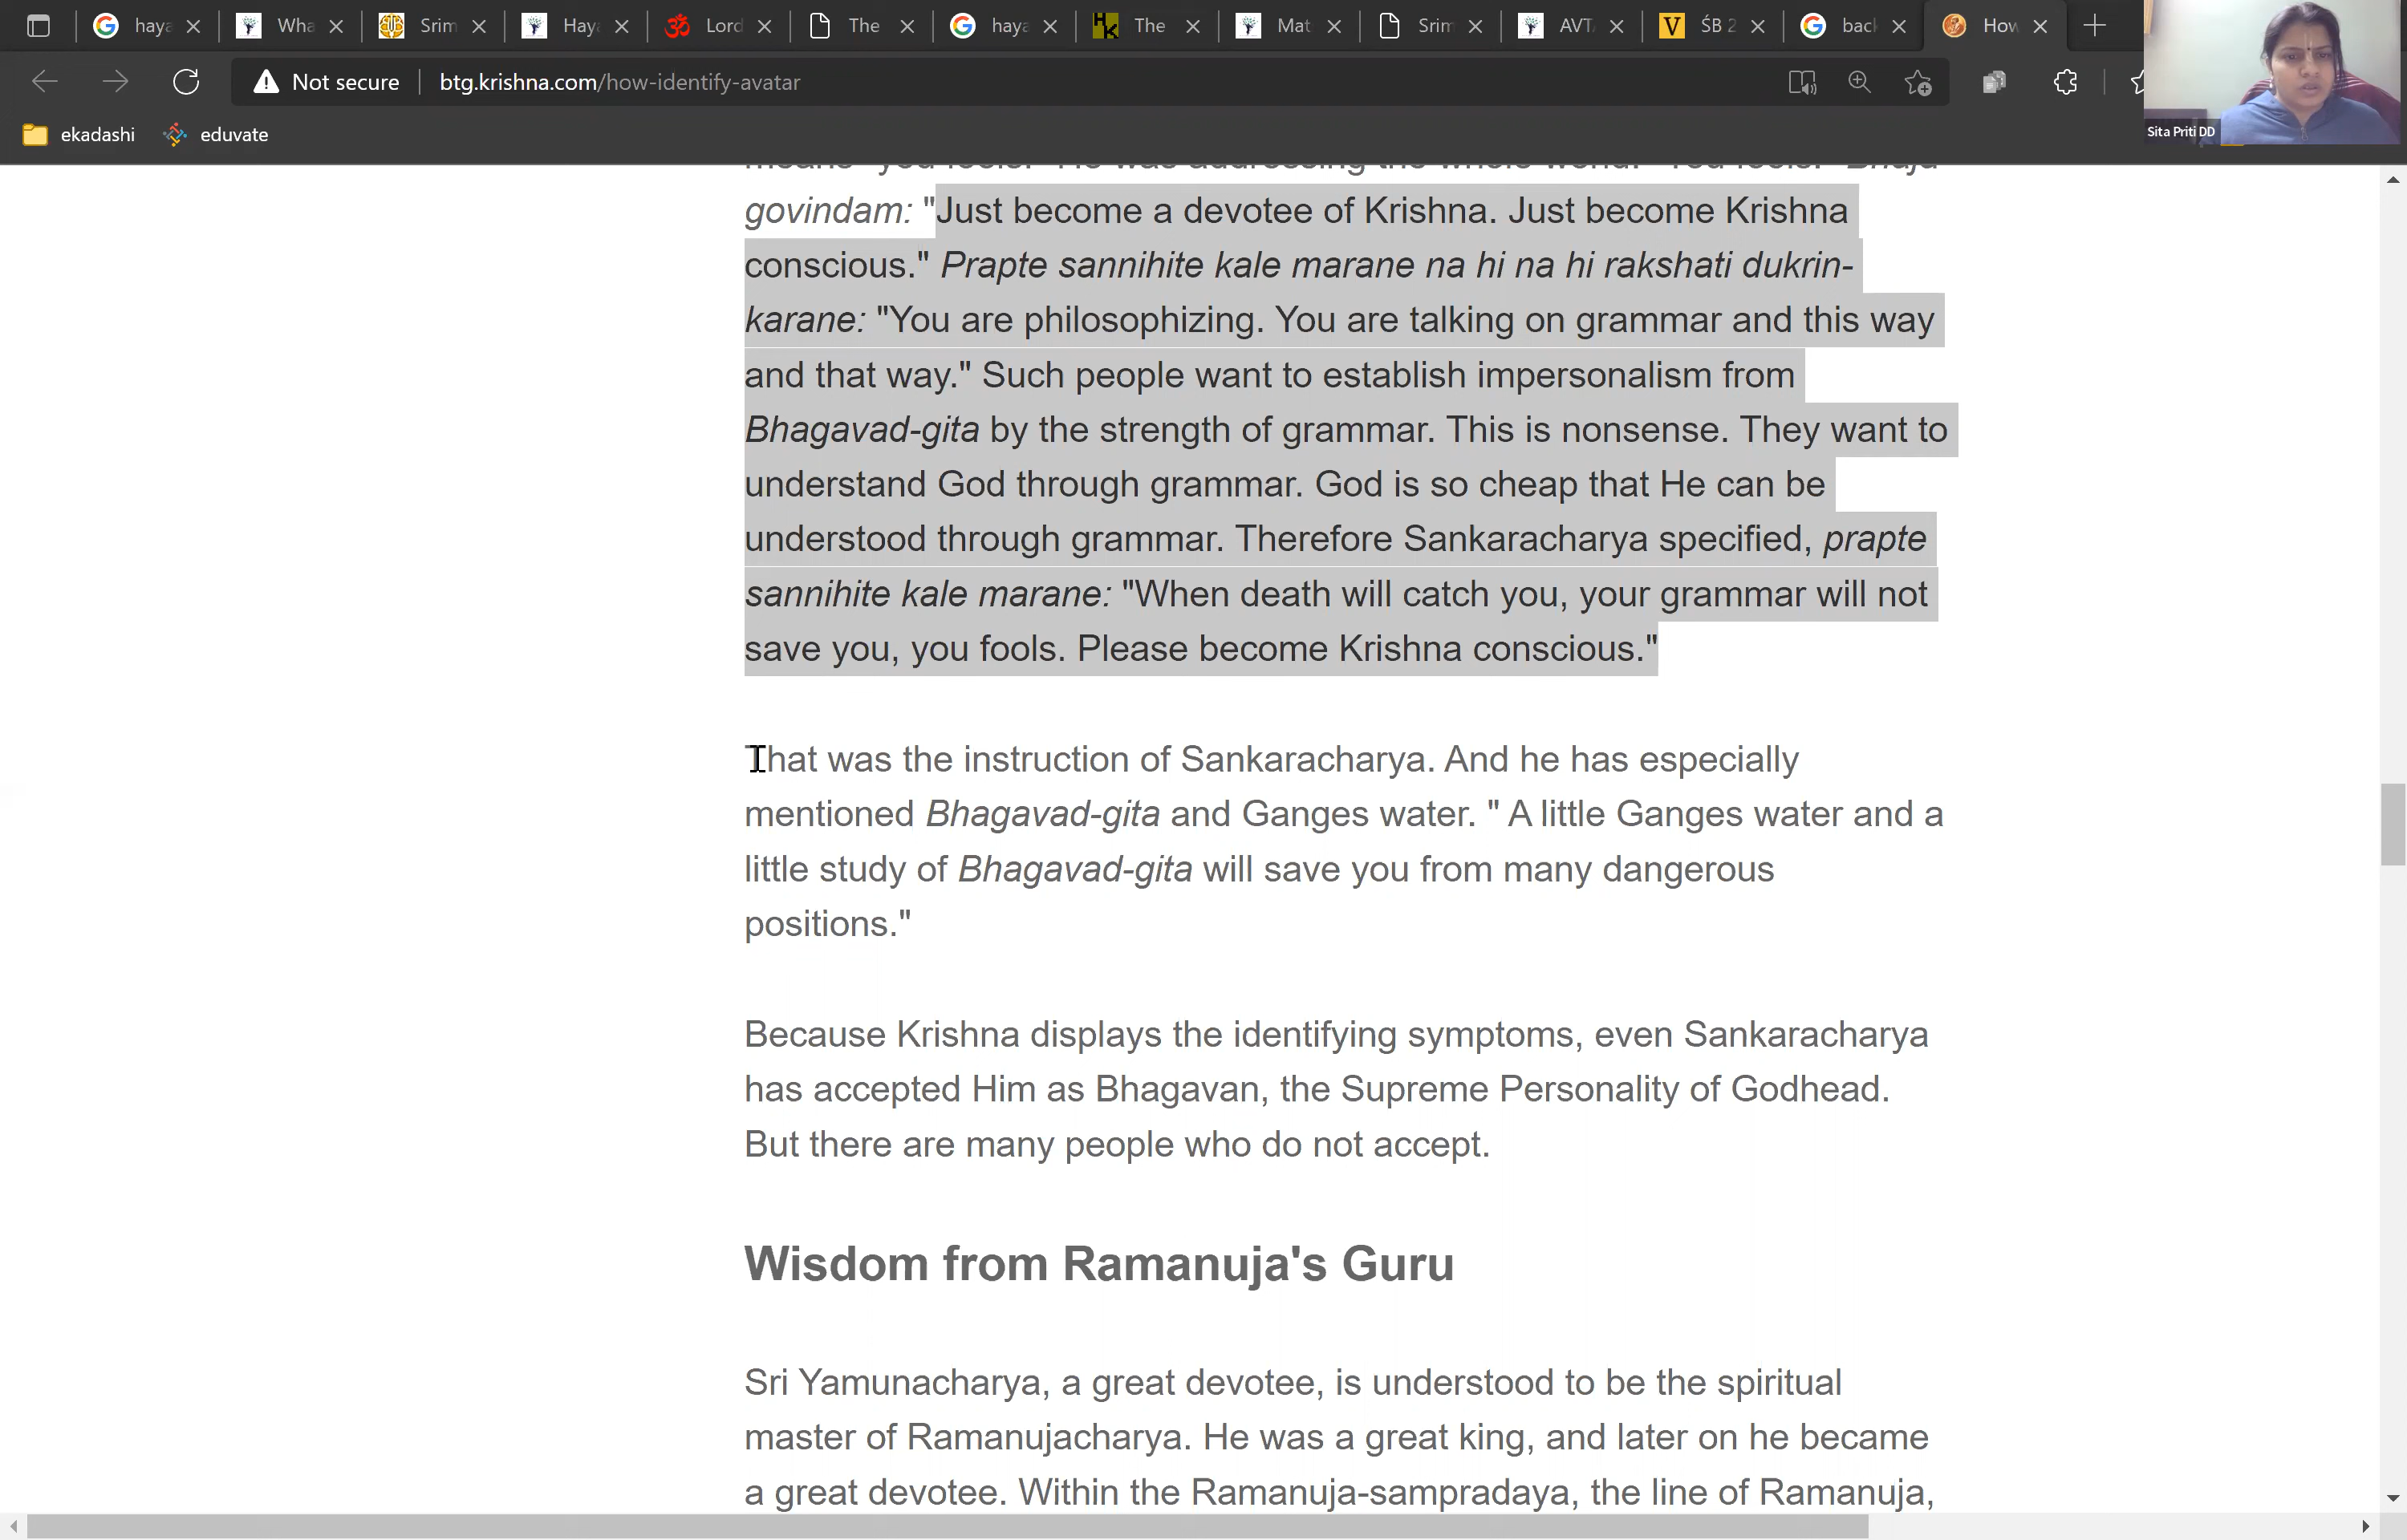 haya
Wha
Srim
Haya
Lord
The
haya
The
Mat
Srim
AVTA
ŚB 2
back
How
Not secure
btg.krishna.com/how-identify-avatar
ekadashi
eduvate
Sita Priti DD
govindam: "Just become a devotee of Krishna. Just become Krishna
conscious." Prapte sannihite kale marane na hi na hi rakshati dukrin-
karane: "You are philosophizing. You are talking on grammar and this way
and that way." Such people want to establish impersonalism from
Bhagavad-gita by the strength of grammar. This is nonsense. They want to
understand God through grammar. God is so cheap that He can be
understood through grammar. Therefore Sankaracharya specified, prapte
sannihite kale marane: "When death will catch you, your grammar will not
save you, you fools. Please become Krishna conscious."
That was the instruction of Sankaracharya. And he has especially
mentioned Bhagavad-gita and Ganges water. " A little Ganges water and a
little study of Bhagavad-gita will save you from many dangerous
positions."
Because Krishna displays the identifying symptoms, even Sankaracharya
has accepted Him as Bhagavan, the Supreme Personality of Godhead.
But there are many people who do not accept.
Wisdom from Ramanuja's Guru
Sri Yamunacharya, a great devotee, is understood to be the spiritual
master of Ramanujacharya. He was a great king, and later on he became
a great devotee. Within the Ramanuja-sampradaya, the line of Ramanuja,